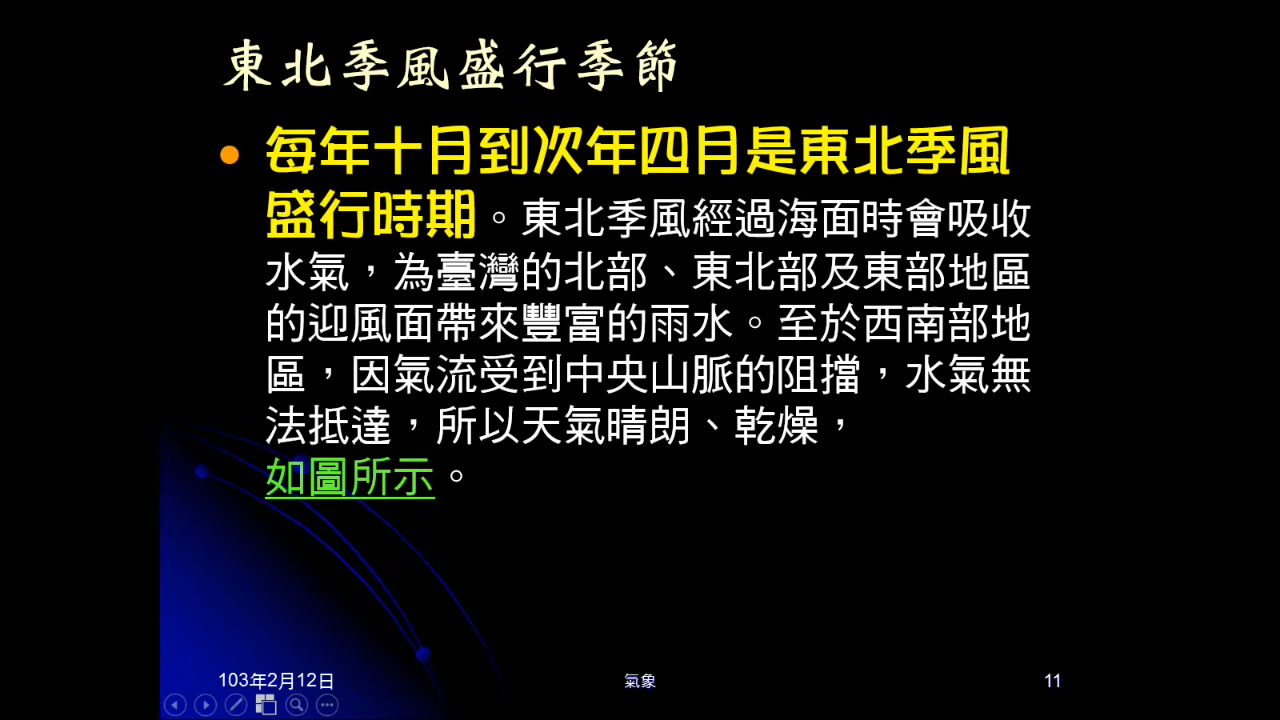 東北季風盛行季節
每年十月到次年四月是東北季風
盛行時期。東北季風經過海面時會吸收
水氣，為臺灣的北部、東北部及東部地區
的迎風面帶來豐富的雨水。至於西南部地
區，因氣流受到中央山脈的阻擋，水氣無
法抵達，所以天氣晴朗、乾燥，
如圖所示。
103年2月12日
氣象
11